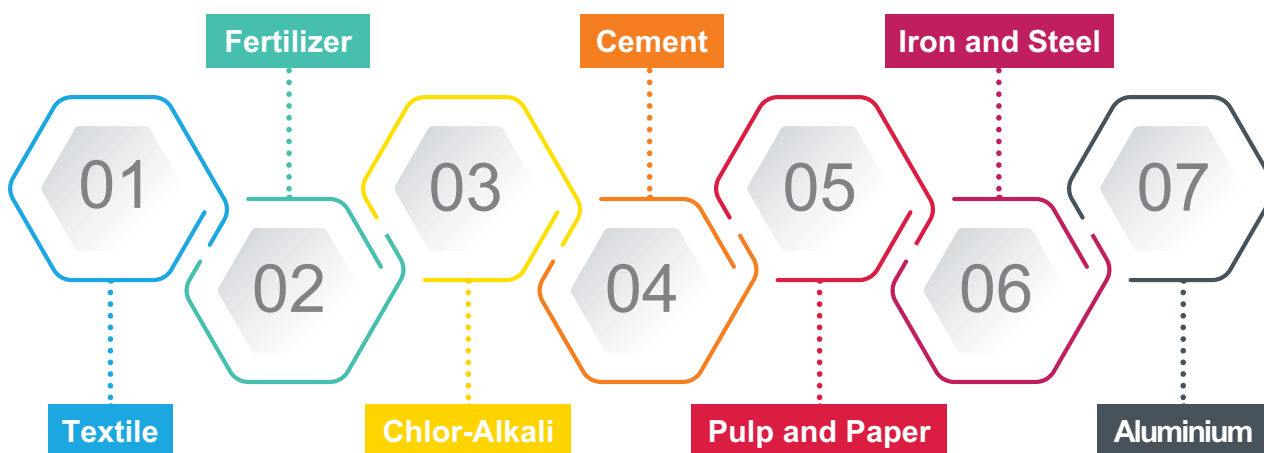 Fertilizer
Cement
Iron and Steel
01
03
05
07
02
04
06
Textile
Chlor-Alkali
Pulp and Paper
Aluminium